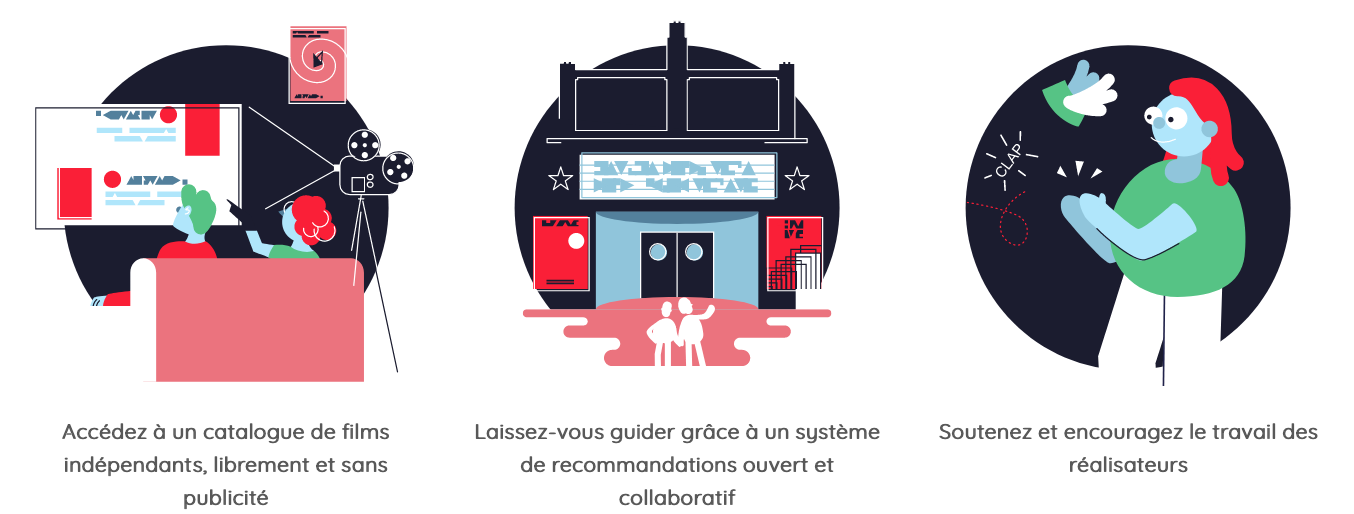 CLAP
Accédez à un catalogue de films
indépendants, librement et sans
publicité
Laissez-vous guider grâce à un système
de recommandations ouvert et
collaboratif
Soutenez et encouragez le travail des
réalisateurs